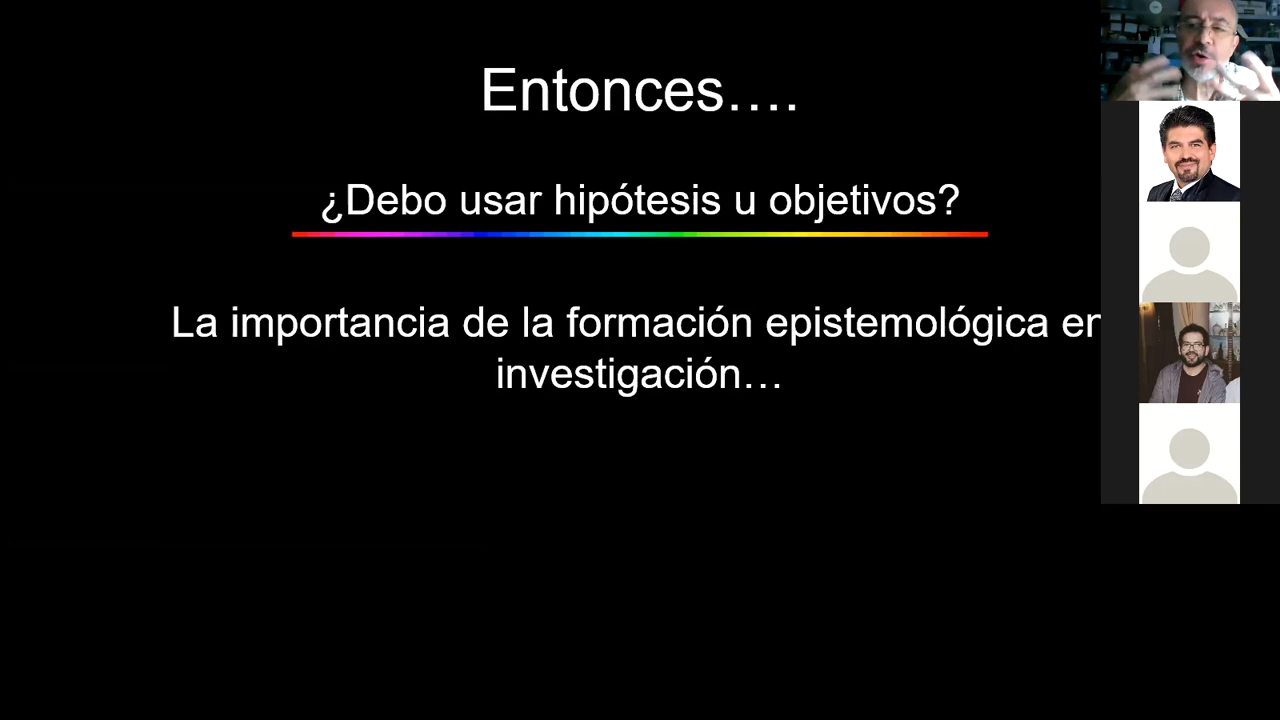 Entonces….
¿Debo usar hipótesis u objetivos?
La importancia de la formación epistemológica en
investigación…